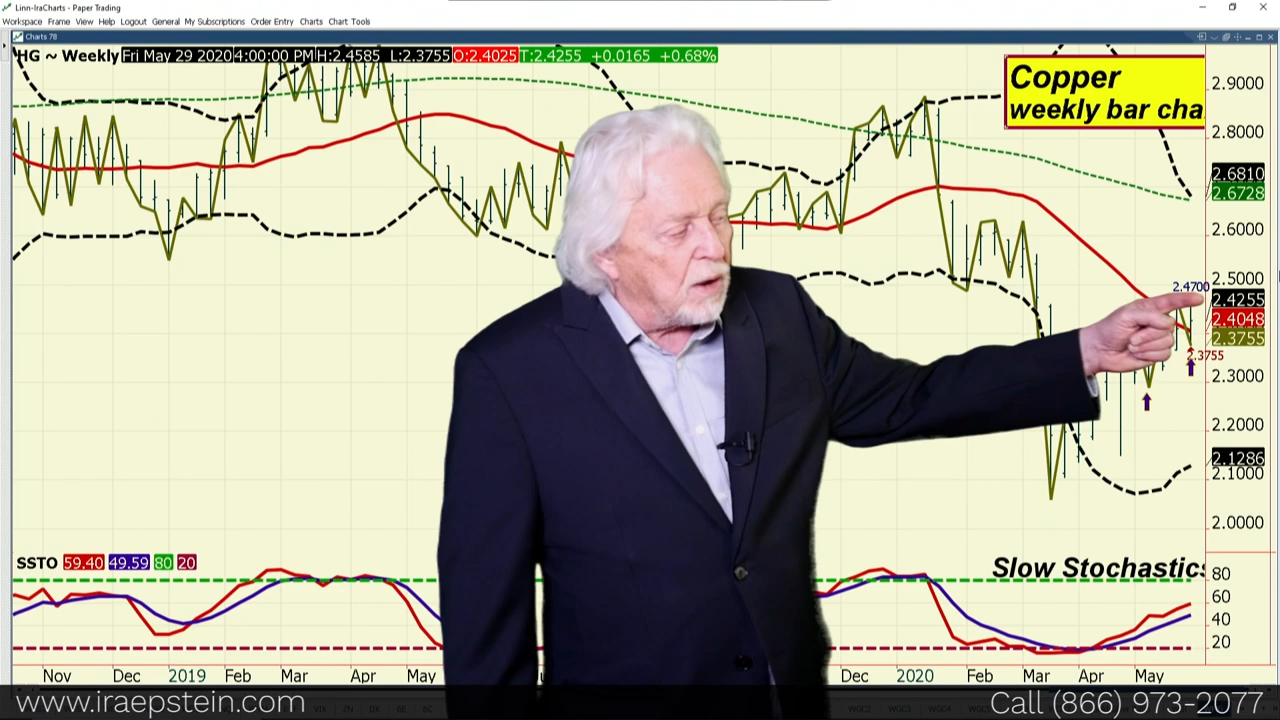 Linn-IraCharts - Paper Trading
Workspace Frame View Help Logout General My Subscriptions Order Entry Charts Chart Tools
Charts 78
HG ~ Weekly Fri May 29 2020 4:00:00 PM H:2.4585 L:2.3755 O:2.4025 T:2.4255 +0.0165 +0.68%
Copper
weekly bar cha
2.9000
2.8000
2.6810
2.6728
2.6000
2.5000
2.4700
2.4255
2.4048
2.3755
2.3755
2.3000
2.2000
2.1286
2.1000
2.0000
SSTO 59.40 49.59 80 20
Slow Stochastics
80
60
40
20
Nov Dec 2019 Feb Mar Apr May Dec 2020 Feb Mar Apr May
www.iraepstein.com
Call (866) 973-2077